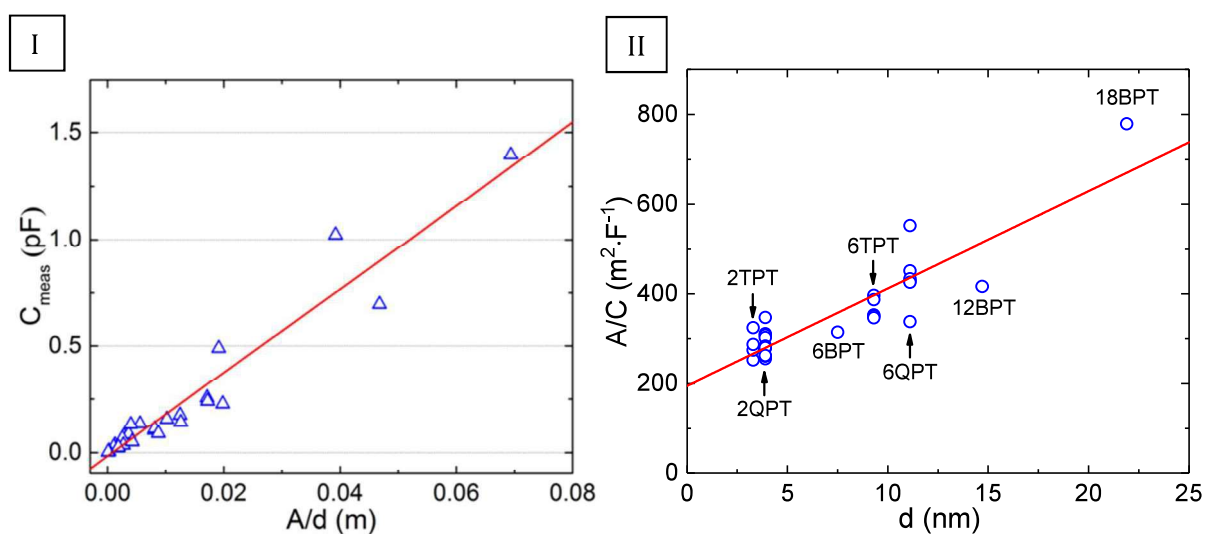 I
C_meas (pF)
1.5
1.0
0.5
0.0
0.00 0.02 0.04 0.06 0.08
A/d (m)
II
A/C (m²·F⁻¹)
800
600
400
200
0
18BPT
6TPT
2TPT
12BPT
6BPT
6QPT
2QPT
0 5 10 15 20 25
d (nm)